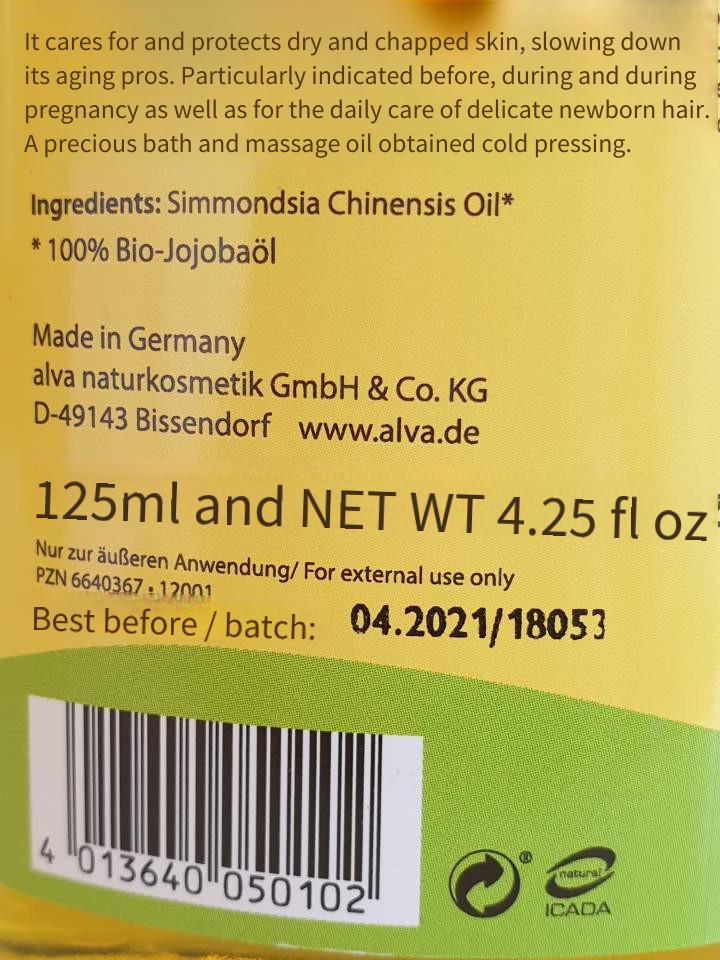 It cares for and protects dry and chapped skin, slowing down
its aging pros. Particularly indicated before, during and during
pregnancy as well as for the daily care of delicate newborn hair.
A precious bath and massage oil obtained cold pressing.
Ingredients: Simmondsia Chinensis Oil*
* 100% Bio-Jojobaöl
Made in Germany
alva naturkosmetik GmbH & Co. KG
D-49143 Bissendorf www.alva.de
125ml and NET WT 4.25 fl oz
Nur zur äußeren Anwendung/ For external use only
PZN 6640367 • 12001
Best before / batch: 04.2021/18053
4 013640 050102
®
natural
ICADA